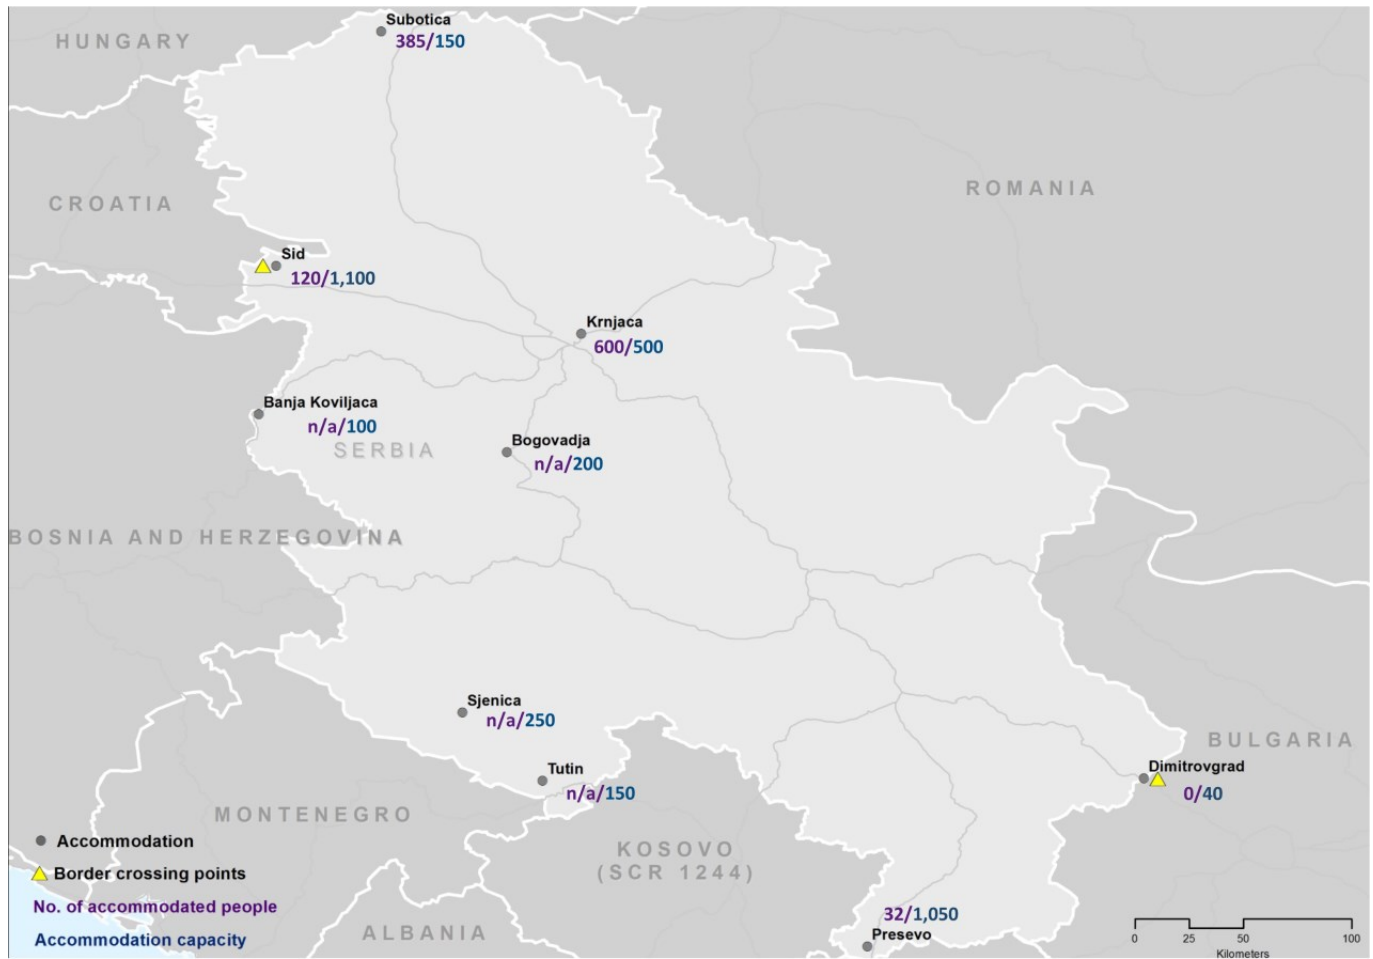 Subotica
385/150
HUNGARY
ROMANIA
CROATIA
Sid
120/1,100
Krnjaca
600/500
Banja Koviljaca
n/a/100
SERBIA
Bogovadja
n/a/200
BOSNIA AND HERZEGOVINA
Sjenica
n/a/250
BULGARIA
Tutin
n/a/150
Dimitrovgrad
0/40
MONTENEGRO
KOSOVO
(SCR 1244)
ALBANIA
32/1,050
Presevo
Accommodation
Border crossing points
No. of accommodated people
Accommodation capacity
0 25 50 100
Kilometers